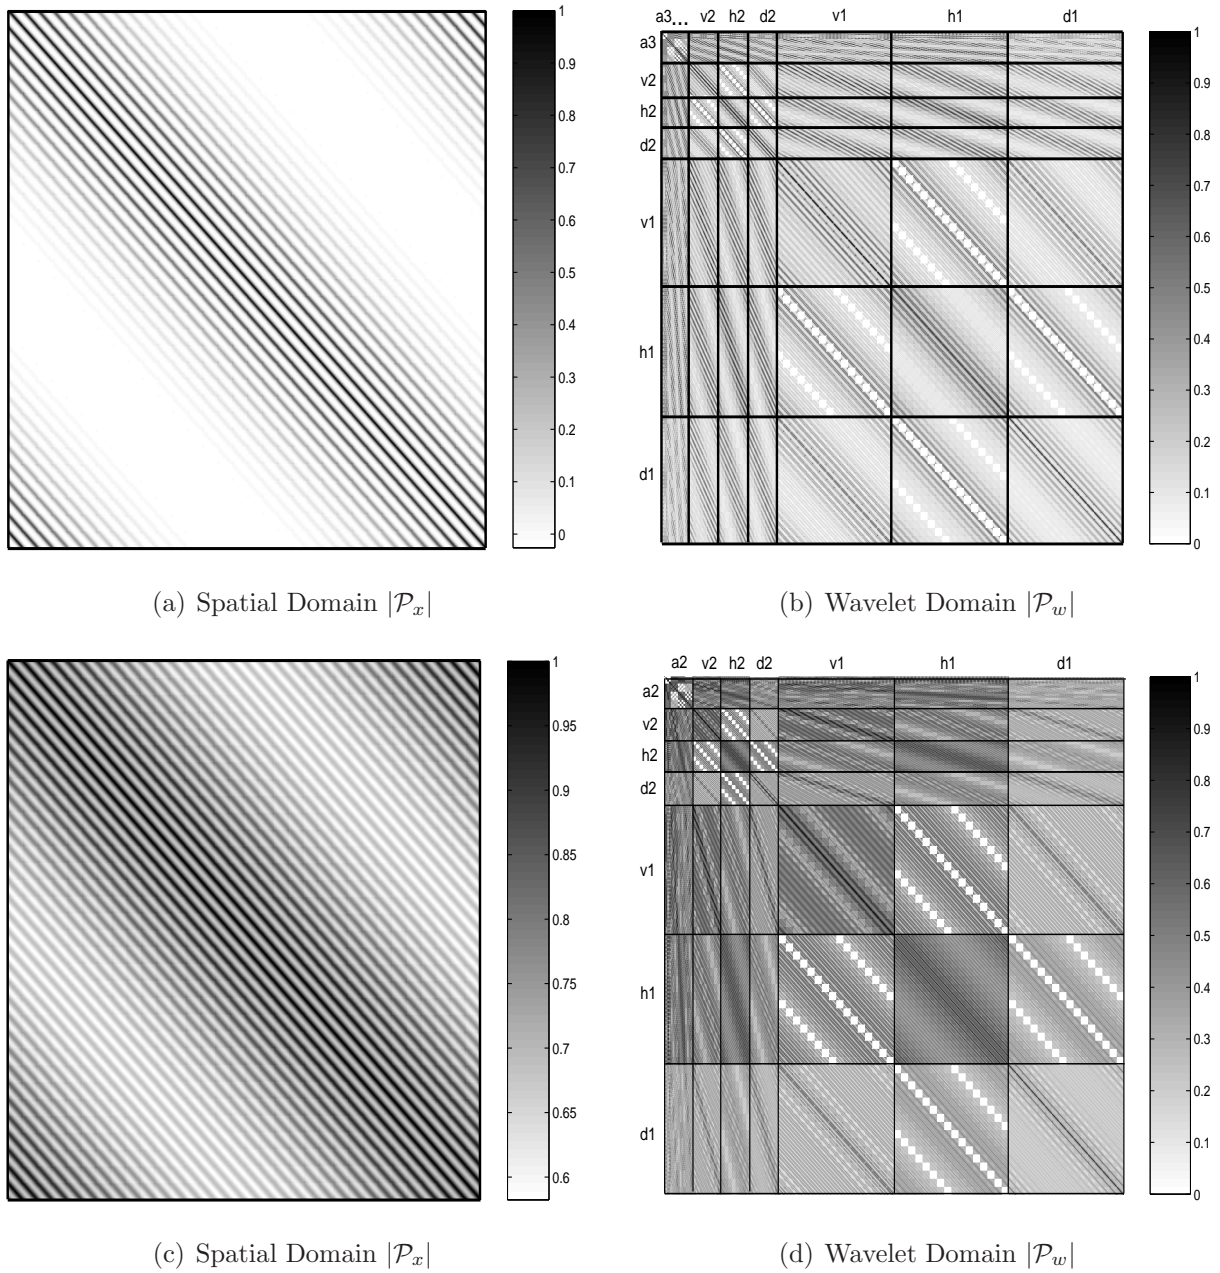 a3... v2 h2 d2 v1 h1 d1
a3
v2
h2
d2
v1
h1
d1
1
0.9
0.8
0.7
0.6
0.5
0.4
0.3
0.2
0.1
0
1
0.9
0.8
0.7
0.6
0.5
0.4
0.3
0.2
0.1
0
(a) Spatial Domain |𝒫ₓ|
(b) Wavelet Domain |𝒫_w|
a2 v2 h2 d2 v1 h1 d1
a2
v2
h2
d2
v1
h1
d1
1
0.95
0.9
0.85
0.8
0.75
0.7
0.65
0.6
1
0.9
0.8
0.7
0.6
0.5
0.4
0.3
0.2
0.1
0
(c) Spatial Domain |𝒫ₓ|
(d) Wavelet Domain |𝒫_w|